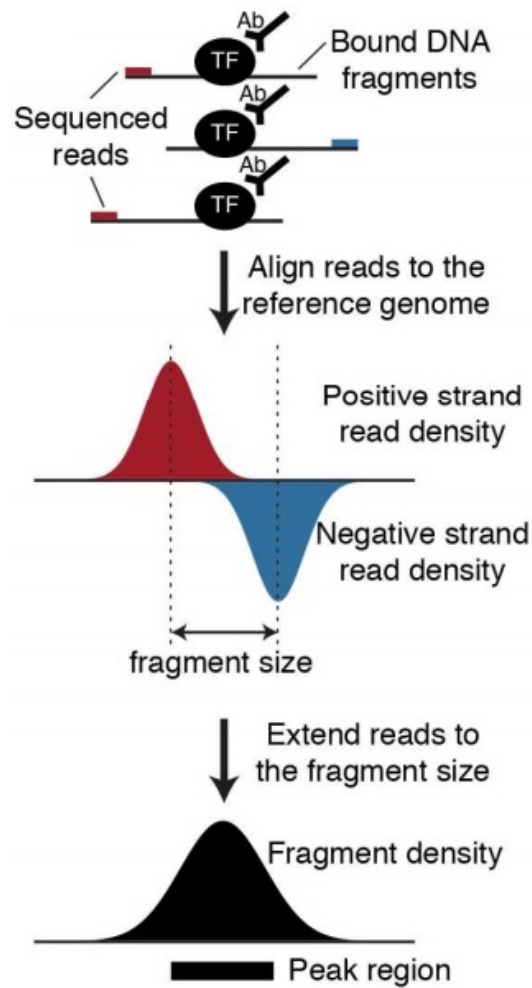 Ab
TF
Bound DNA
fragments
Ab
TF
Sequenced
reads
Ab
TF
Align reads to the
reference genome
Positive strand
read density
Negative strand
read density
fragment size
Extend reads to
the fragment size
Fragment density
Peak region